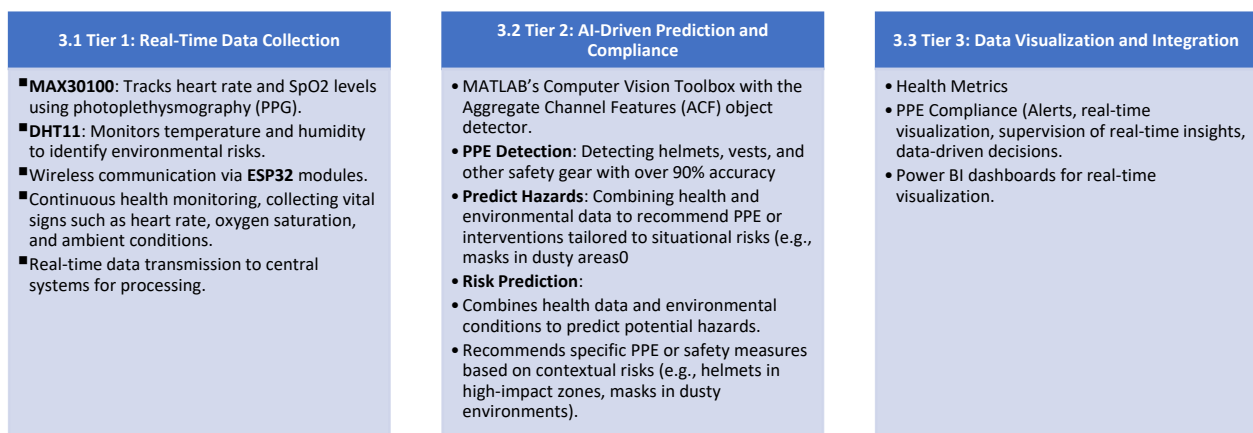 3.1 Tier 1: Real-Time Data Collection
▪MAX30100: Tracks heart rate and SpO2 levels
using photoplethysmography (PPG).
▪DHT11: Monitors temperature and humidity
to identify environmental risks.
▪Wireless communication via ESP32 modules.
▪Continuous health monitoring, collecting vital
signs such as heart rate, oxygen saturation,
and ambient conditions.
▪Real-time data transmission to central
systems for processing.
3.2 Tier 2: AI-Driven Prediction and
Compliance
• MATLAB's Computer Vision Toolbox with the
Aggregate Channel Features (ACF) object
detector.
• PPE Detection: Detecting helmets, vests, and
other safety gear with over 90% accuracy
• Predict Hazards: Combining health and
environmental data to recommend PPE or
interventions tailored to situational risks (e.g.,
masks in dusty areas0
• Risk Prediction:
• Combines health data and environmental
conditions to predict potential hazards.
• Recommends specific PPE or safety measures
based on contextual risks (e.g., helmets in
high-impact zones, masks in dusty
environments).
3.3 Tier 3: Data Visualization and Integration
• Health Metrics
• PPE Compliance (Alerts, real-time
visualization, supervision of real-time insights,
data-driven decisions.
• Power BI dashboards for real-time
visualization.